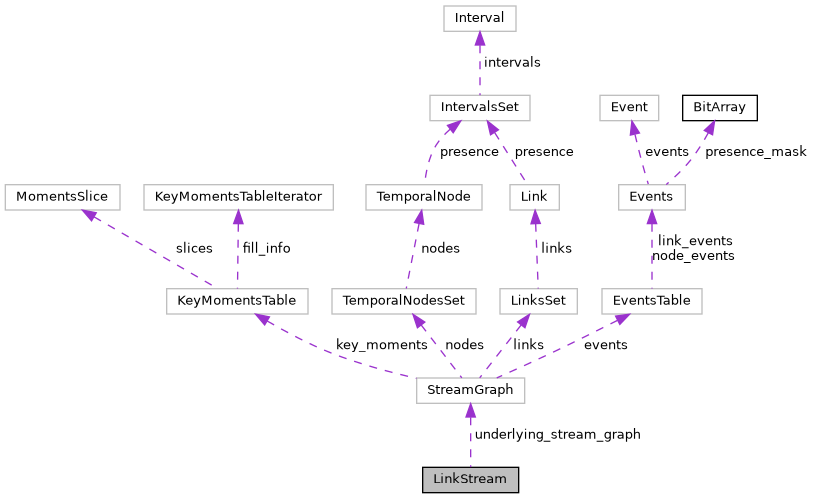 Interval
intervals
IntervalsSet
Event
BitArray
presence
presence
events
presence_mask
MomentsSlice
KeyMomentsTableIterator
TemporalNode
Link
Events
slices
fill_info
nodes
links
link_events
node_events
KeyMomentsTable
TemporalNodesSet
LinksSet
EventsTable
key_moments
nodes
links
events
StreamGraph
underlying_stream_graph
LinkStream